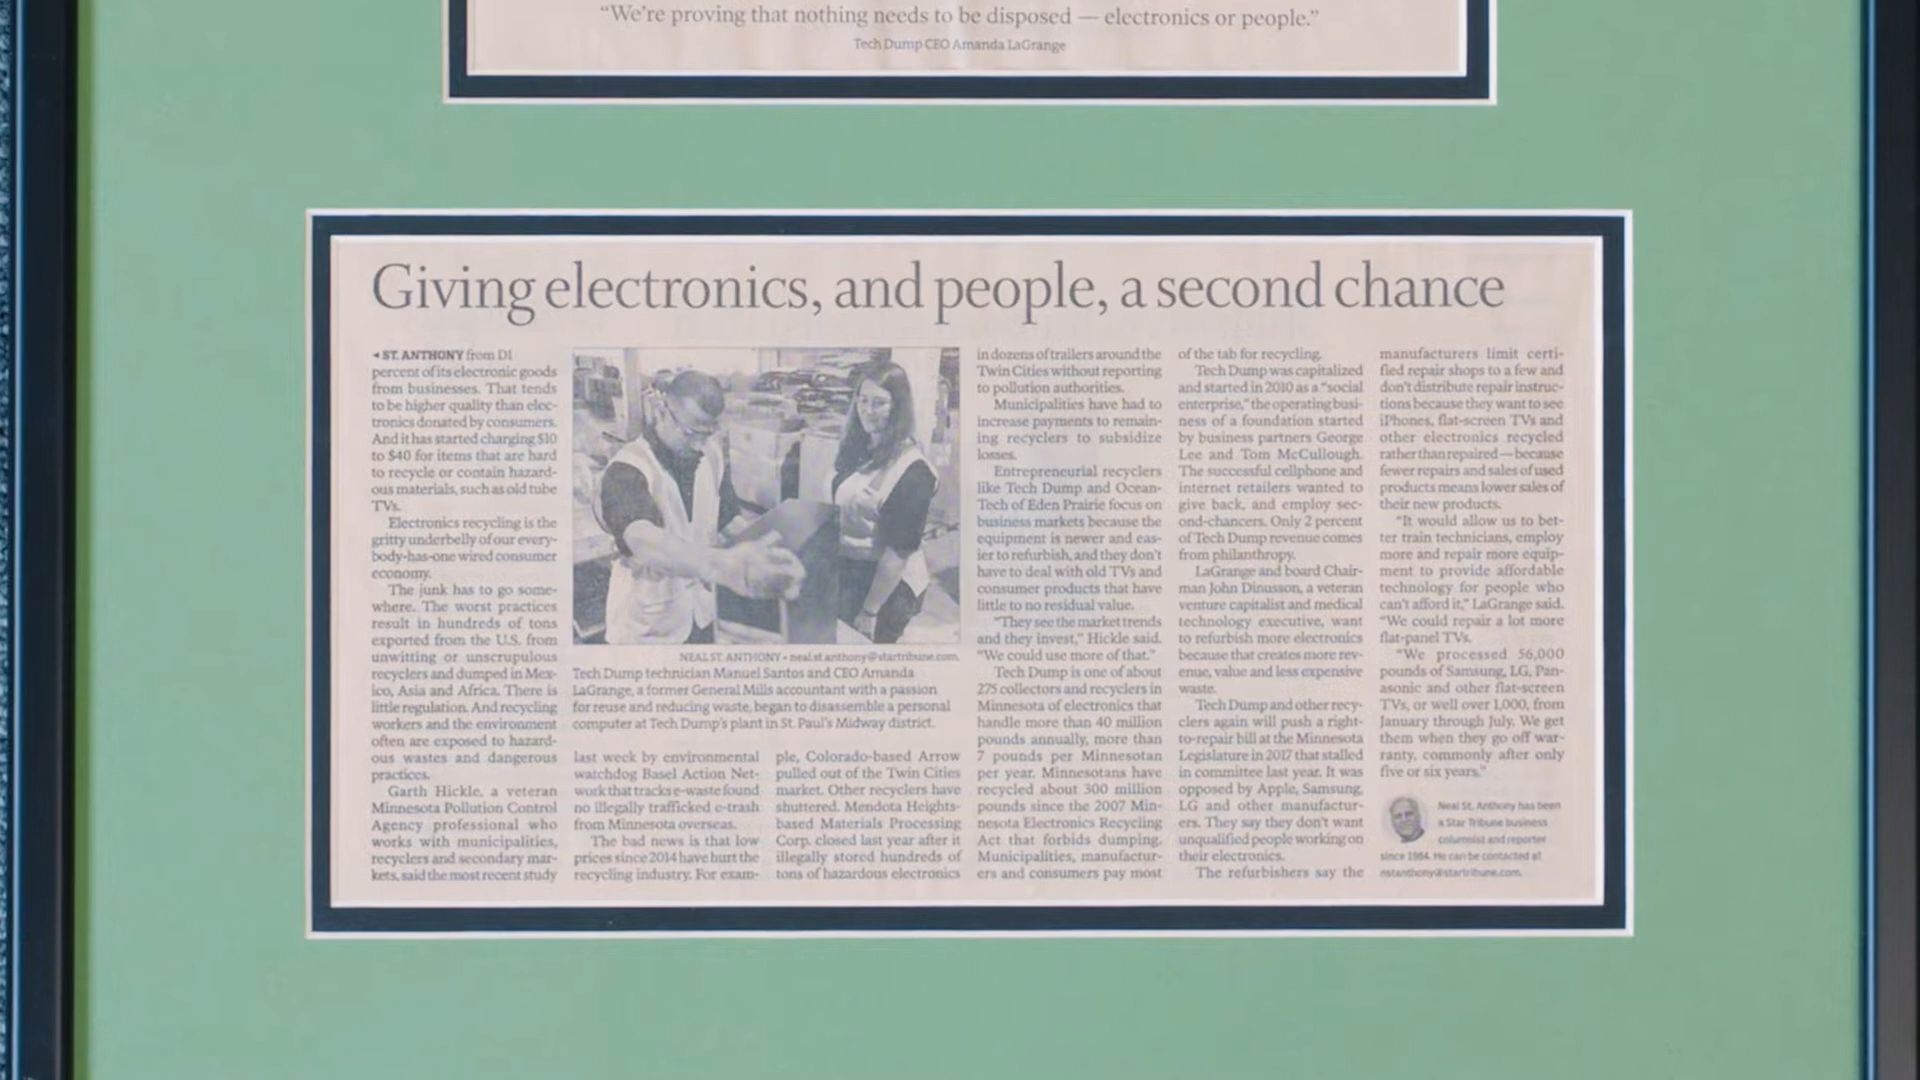 “We’re proving that nothing needs to be disposed — electronics or people.”
Tech Dump CEO Amanda LaGrange
Giving electronics, and people, a second chance
◄ ST. ANTHONY from D1
percent of its electronic goods
from businesses. That tends
to be higher quality than elec-
tronics donated by consumers.
And it has started charging $10
to $40 for items that are hard
to recycle or contain hazard-
ous materials, such as old tube
TVs.
Electronics recycling is the
gritty underbelly of our every-
body-has-one wired consumer
economy.
The junk has to go some-
where. The worst practices
result in hundreds of tons
exported from the U.S. from
unwitting or unscrupulous
recyclers and dumped in Mex-
ico, Asia and Africa. There is
little regulation. And recycling
workers and the environment
often are exposed to hazard-
ous wastes and dangerous
practices.
Garth Hickle, a veteran
Minnesota Pollution Control
Agency professional who
works with municipalities,
recyclers and secondary mar-
kets, said the most recent study
NEAL ST. ANTHONY • neal.st.anthony@startribune.com
Tech Dump technician Manuel Santos and CEO Amanda
LaGrange, a former General Mills accountant with a passion
for reuse and reducing waste, began to disassemble a personal
computer at Tech Dump’s plant in St. Paul’s Midway district.
last week by environmental
watchdog Basel Action Net-
work that tracks e-waste found
no illegally trafficked e-trash
from Minnesota overseas.
The bad news is that low
prices since 2014 have hurt the
recycling industry. For exam-
ple, Colorado-based Arrow
pulled out of the Twin Cities
market. Other recyclers have
shuttered. Mendota Heights-
based Materials Processing
Corp. closed last year after it
illegally stored hundreds of
tons of hazardous electronics
in dozens of trailers around the
Twin Cities without reporting
to pollution authorities.
Municipalities have had to
increase payments to remain-
ing recyclers to subsidize
losses.
Entrepreneurial recyclers
like Tech Dump and Ocean-
Tech of Eden Prairie focus on
business markets because the
equipment is newer and eas-
ier to refurbish, and they don’t
have to deal with old TVs and
consumer products that have
little to no residual value.
“They see the market trends
and they invest,” Hickle said.
“We could use more of that.”
Tech Dump is one of about
275 collectors and recyclers in
Minnesota of electronics that
handle more than 40 million
pounds annually, more than
7 pounds per Minnesotan
per year. Minnesotans have
recycled about 300 million
pounds since the 2007 Min-
nesota Electronics Recycling
Act that forbids dumping.
Municipalities, manufactur-
ers and consumers pay most
of the tab for recycling.
Tech Dump was capitalized
and started in 2010 as a “social
enterprise,” the operating busi-
ness of a foundation started
by business partners George
Lee and Tom McCullough.
The successful cellphone and
internet retailers wanted to
give back, and employ sec-
ond-chancers. Only 2 percent
of Tech Dump revenue comes
from philanthropy.
LaGrange and board Chair-
man John Dinusson, a veteran
venture capitalist and medical
technology executive, want
to refurbish more electronics
because that creates more rev-
enue, value and less expensive
waste.
Tech Dump and other recy-
clers again will push a right-
to-repair bill at the Minnesota
Legislature in 2017 that stalled
in committee last year. It was
opposed by Apple, Samsung,
LG and other manufactur-
ers. They say they don’t want
unqualified people working on
their electronics.
The refurbishers say the
manufacturers limit certi-
fied repair shops to a few and
don’t distribute repair instruc-
tions because they want to see
iPhones, flat-screen TVs and
other electronics recycled
rather than repaired — because
fewer repairs and sales of used
products means lower sales of
their new products.
“It would allow us to bet-
ter train technicians, employ
more and repair more equip-
ment to provide affordable
technology for people who
can’t afford it,” LaGrange said.
“We could repair a lot more
flat-panel TVs.
“We processed 56,000
pounds of Samsung, LG, Pan-
asonic and other flat-screen
TVs, or well over 1,000, from
January through July. We get
them when they go off war-
ranty, commonly after only
five or six years.”
Neal St. Anthony has been
a Star Tribune business
columnist and reporter
since 1984. He can be contacted at
nstanthony@startribune.com.